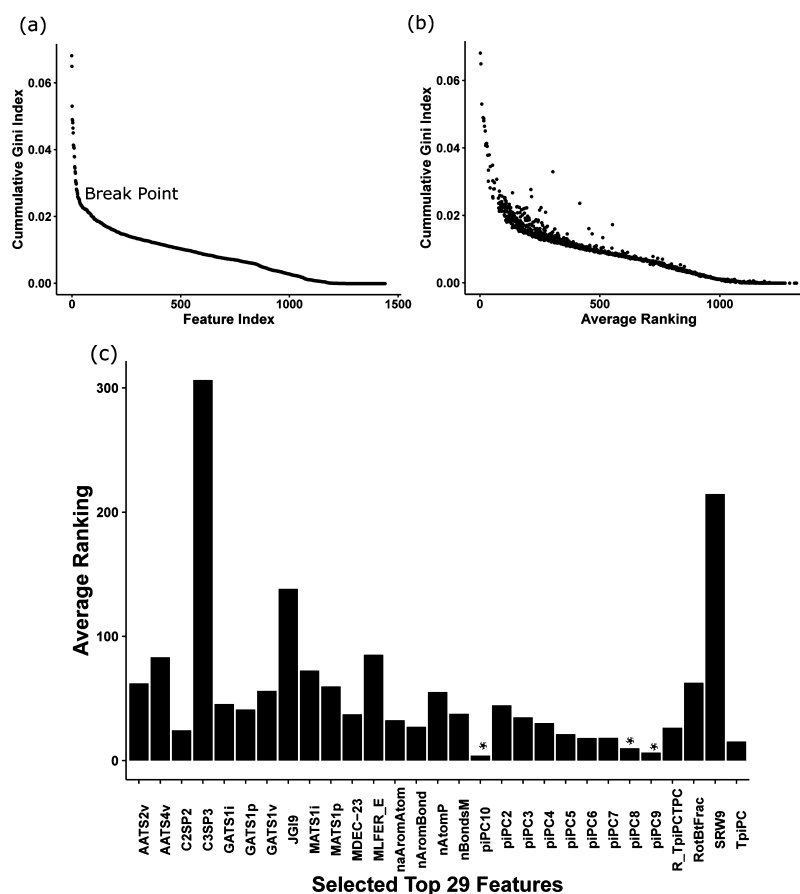 (a)
Cummulative Gini Index
0.06
0.04
0.02
0.00
Break Point
0
500
1000
1500
Feature Index
(b)
Cummulative Gini Index
0.06
0.04
0.02
0.00
0
500
1000
Average Ranking
(c)
Average Ranking
300
200
100
0
*
*
*
AATS2v
AATS4v
C2SP2
C3SP3
GATS1i
GATS1p
GATS1v
JGI9
MATS1i
MATS1p
MDEC−23
MLFER_E
naAromAtom
nAromBond
nAtomP
nBondsM
piPC10
piPC2
piPC3
piPC4
piPC5
piPC6
piPC7
piPC8
piPC9
R_TpiPCTPC
RotBtFrac
SRW9
TpiPC
Selected Top 29 Features